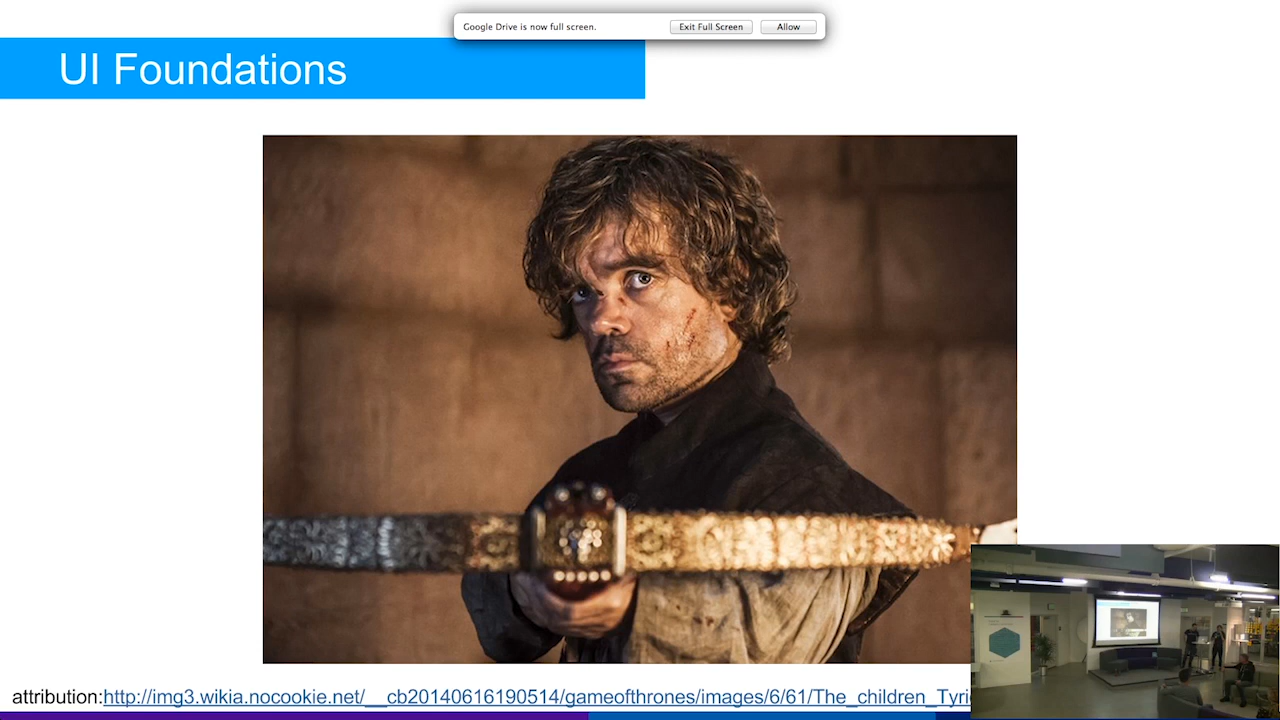 Google Drive is now full screen.
Exit Full Screen
Allow
UI Foundations
attribution:http://img3.wikia.nocookie.net/__cb20140616190514/gameofthrones/images/6/61/The_children_Tyri